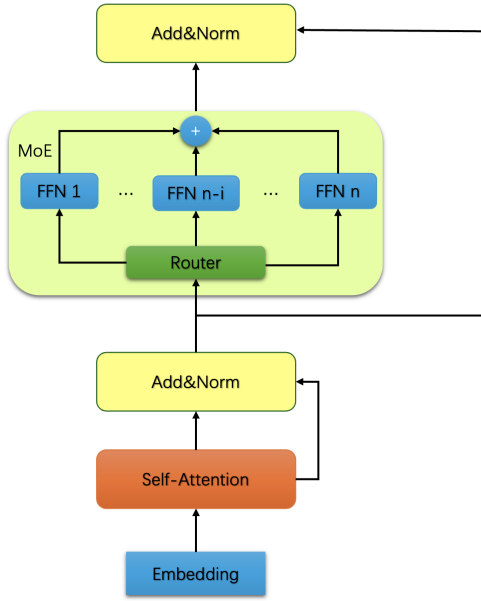 Add&Norm
+
MoE
FFN 1 ... FFN n-i ... FFN n
Router
Add&Norm
Self-Attention
Embedding